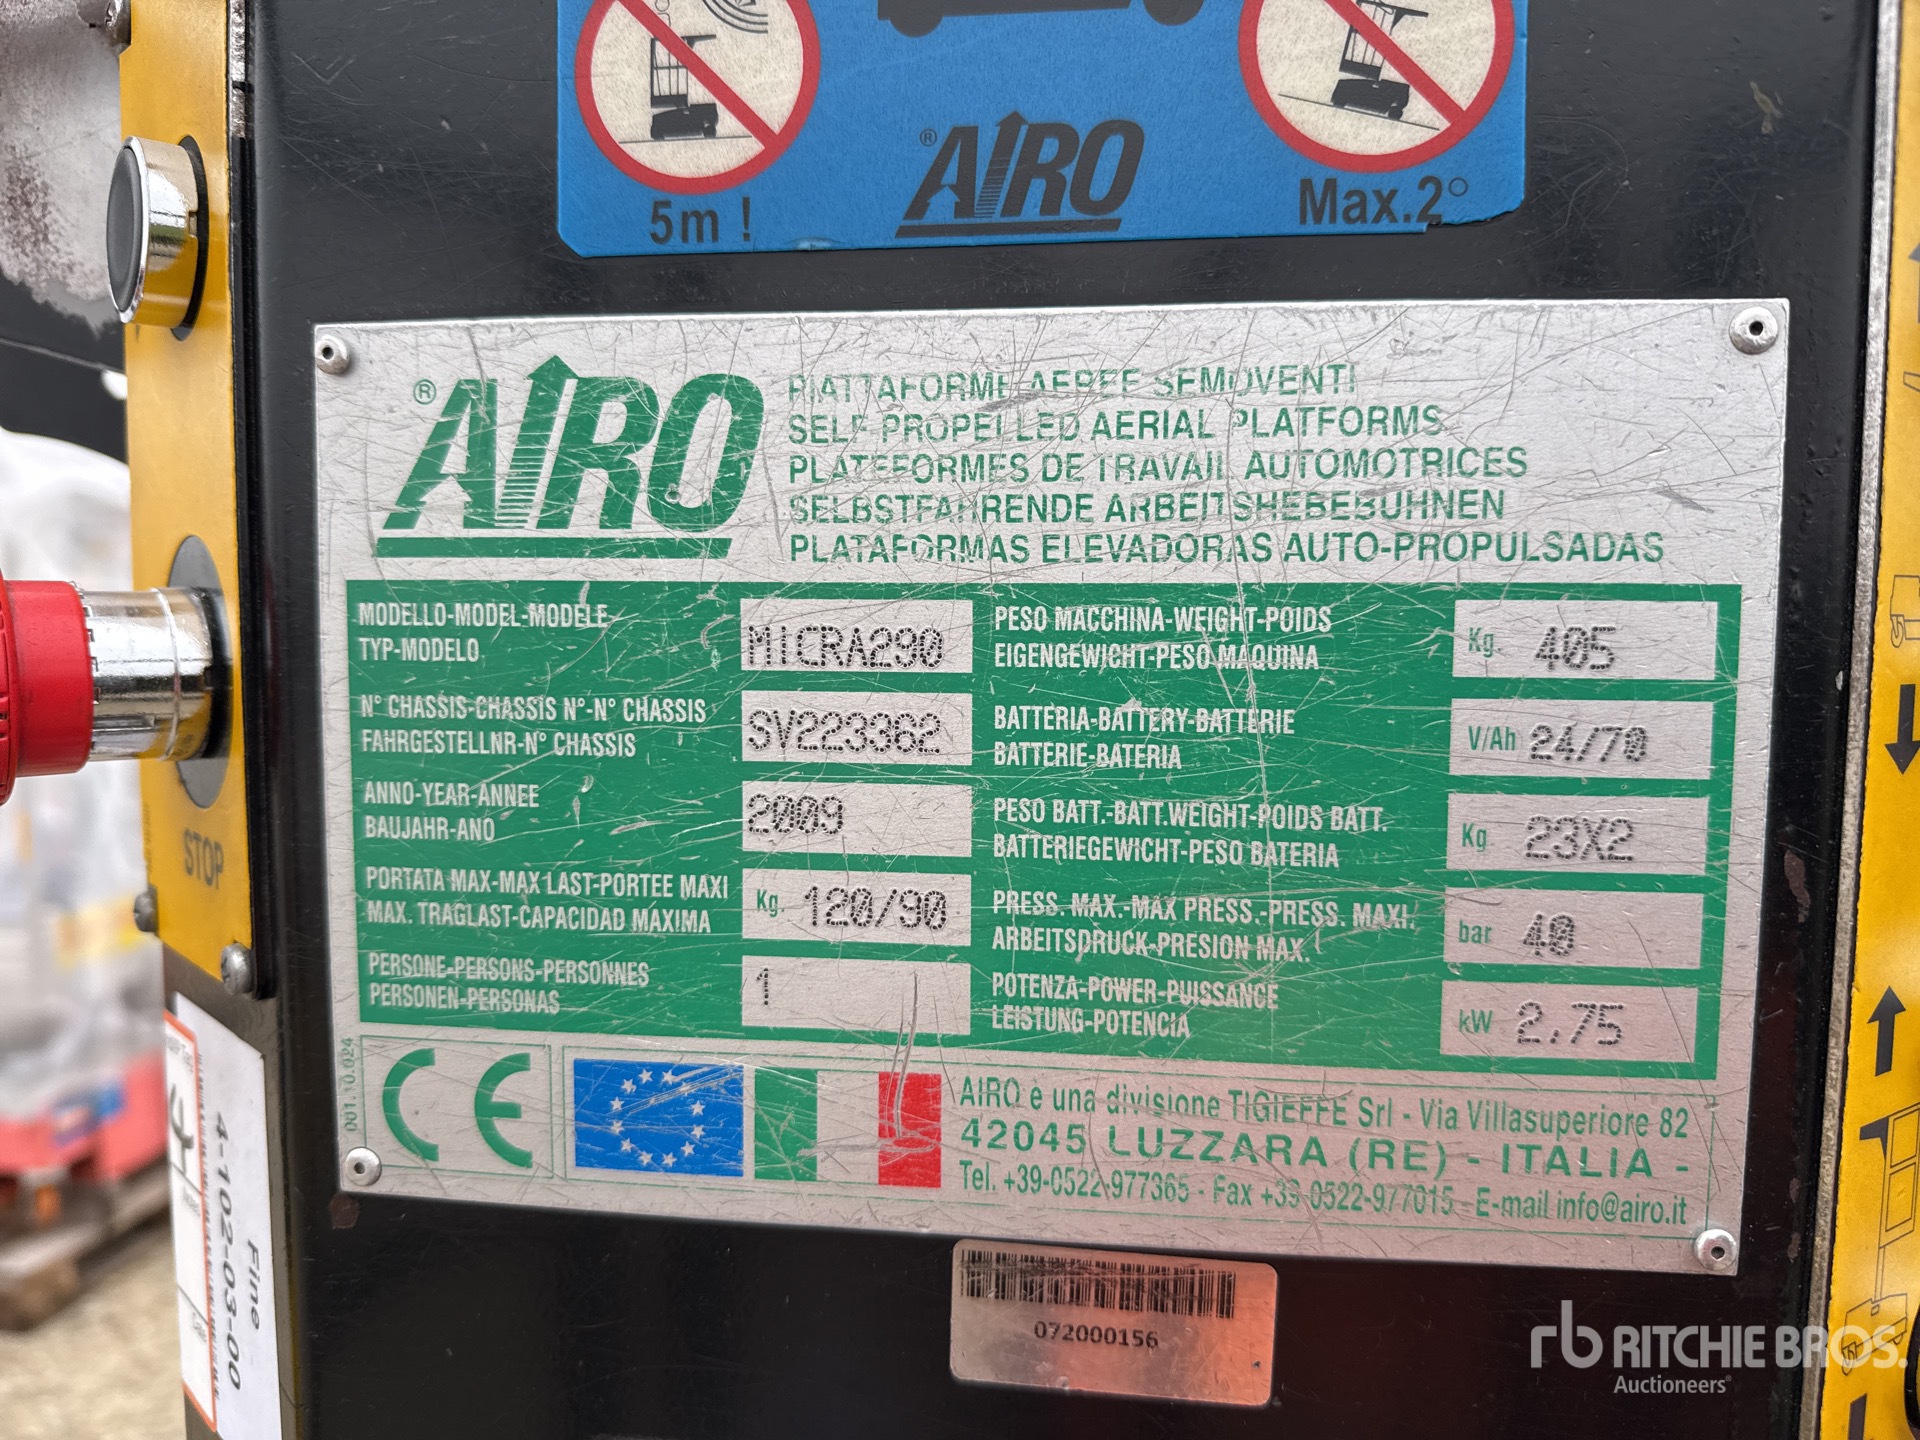 5m !
® AIRO
Max.2°
® AIRO
PIATTAFORME AEREE SEMOVENTI
SELF PROPELLED AERIAL PLATFORMS
PLATEFORMES DE TRAVAIL AUTOMOTRICES
SELBSTFAHRENDE ARBEITSHEBEBUHNEN
PLATAFORMAS ELEVADORAS AUTO-PROPULSADAS
MODELLO-MODEL-MODELE
TYP-MODELO
MICRA290
N° CHASSIS-CHASSIS N°-N° CHASSIS
FAHRGESTELLNR-N° CHASSIS
SV223362
ANNO-YEAR-ANNEE
BAUJAHR-ANO
2009
PORTATA MAX-MAX LAST-PORTEE MAXI
MAX. TRAGLAST-CAPACIDAD MAXIMA
Kg. 120/90
PERSONE-PERSONS-PERSONNES
PERSONEN-PERSONAS
1
PESO MACCHINA-WEIGHT-POIDS
EIGENGEWICHT-PESO MAQUINA
Kg. 405
BATTERIA-BATTERY-BATTERIE
BATTERIE-BATERIA
V/Ah 24/70
PESO BATT.-BATT.WEIGHT-POIDS BATT.
BATTERIEGEWICHT-PESO BATERIA
Kg 23X2
PRESS. MAX.-MAX PRESS.-PRESS. MAXI.
ARBEITSDRUCK-PRESION MAX.
bar 40
POTENZA-POWER-PUISSANCE
LEISTUNG-POTENCIA
kW 2.75
001.10.024
CE
AIRO è una divisione TIGIEFFE Srl - Via Villasuperiore 82
42045 LUZZARA (RE) - ITALIA -
Tel. +39-0522-977365 - Fax +39-0522-977015 - E-mail info@airo.it
072000156
STOP
4-102-03-00
Fine
rb RITCHIE BROS.
Auctioneers